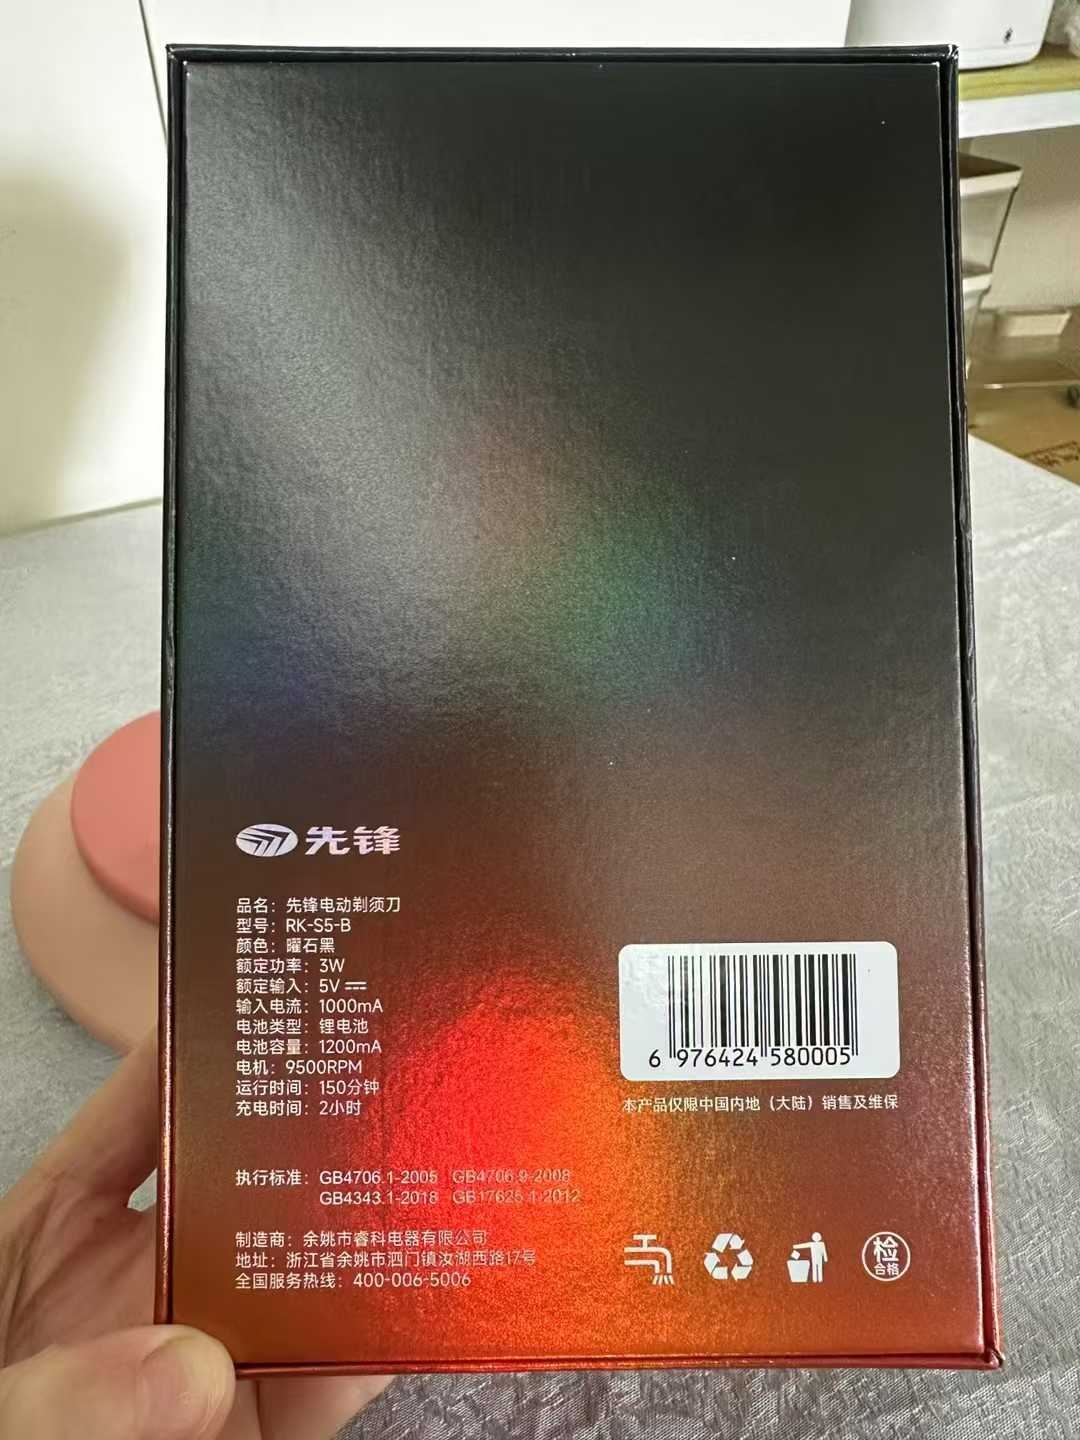 先锋
品名：先锋电动剃须刀
型号：RK-S5-B
颜色：曜石黑
额定功率：3W
额定输入：5V⎓
输入电流：1000mA
电池类型：锂电池
电池容量：1200mA
电机：9500RPM
运行时间：150分钟
充电时间：2小时
6 976424 580005
本产品仅限中国内地（大陆）销售及维保
执行标准：GB4706.1-2005 GB4706.9-2008
GB4343.1-2018 GB17625.1-2012
制造商：余姚市睿科电器有限公司
地址：浙江省余姚市泗门镇汝湖西路17号
全国服务热线：400-006-5006
检
合格